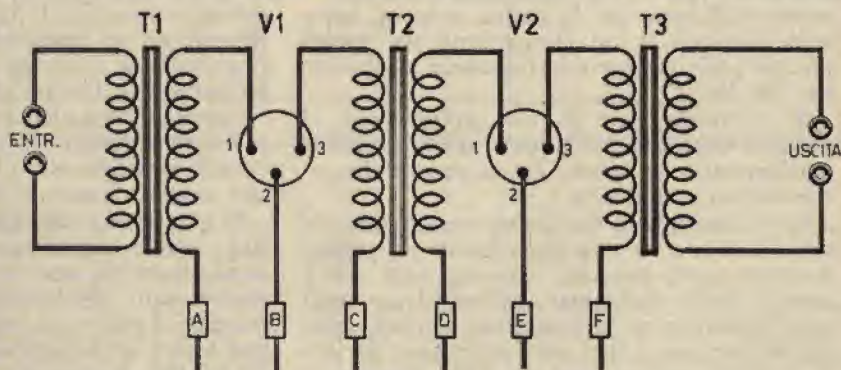 T1 V1 T2 V2 T3
ENTR. 1 3 1 3 USCITA
2 2
A B C D E F